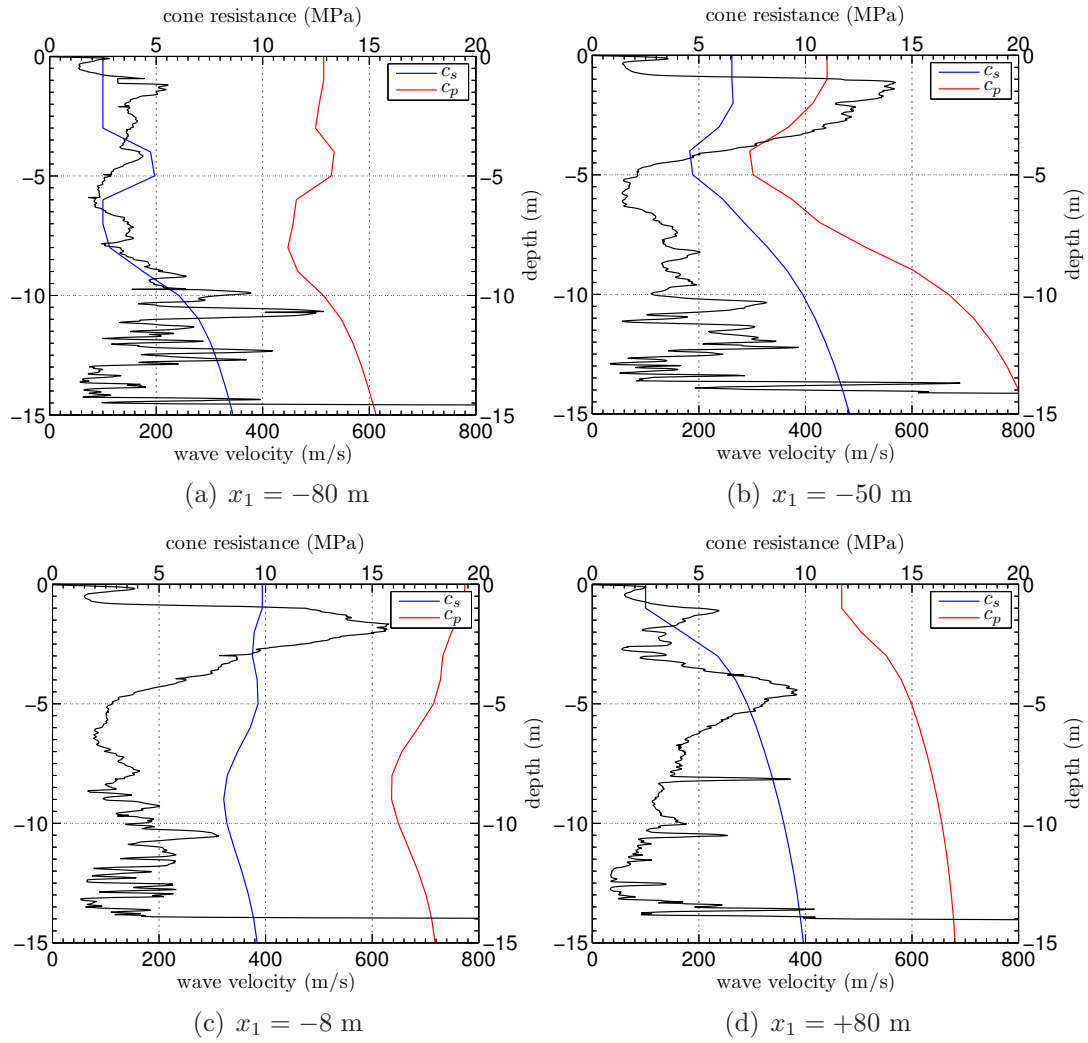 cone resistance (MPa)
0 5 10 15 20
0 0
c_s
c_p
−5 −5
−10 −10
−15 −15
depth (m)
0 200 400 600 800
wave velocity (m/s)
(a) x_1 = −80 m
cone resistance (MPa)
0 5 10 15 20
0 0
c_s
c_p
−5 −5
−10 −10
−15 −15
depth (m)
0 200 400 600 800
wave velocity (m/s)
(b) x_1 = −50 m
cone resistance (MPa)
0 5 10 15 20
0 0
c_s
c_p
−5 −5
−10 −10
−15 −15
depth (m)
0 200 400 600 800
wave velocity (m/s)
(c) x_1 = −8 m
cone resistance (MPa)
0 5 10 15 20
0 0
c_s
c_p
−5 −5
−10 −10
−15 −15
depth (m)
0 200 400 600 800
wave velocity (m/s)
(d) x_1 = +80 m